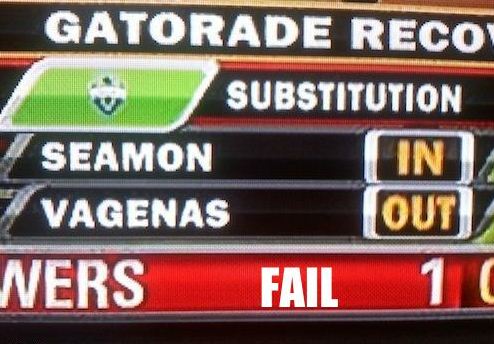 GATORADE RECO
SUBSTITUTION
SEAMON IN
VAGENAS OUT
WERS FAIL 1